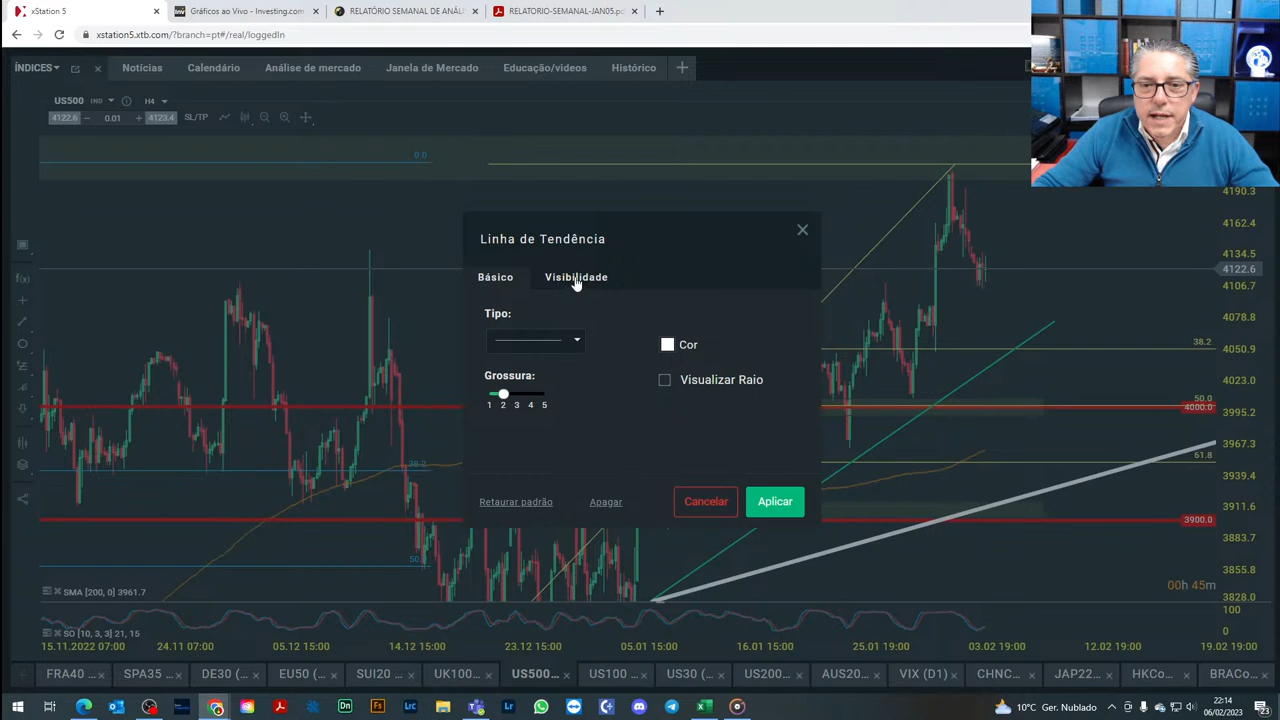 xStation 5
Gráficos ao Vivo - Investing.com
RELATÓRIO SEMANAL DE ANÁLIS
RELATORIO-SEMANAL-JAN05.pd
xstation5.xtb.com/?branch=pt#/real/loggedIn
ÍNDICES
Notícias
Calendário
Análise de mercado
Janela de Mercado
Educação/videos
Histórico
US500 IND H4
4122.6 0.01 4123.4 SL/TP
0.0
4190.3
4162.4
4134.5
4122.6
4106.7
4078.8
4050.9
4023.0
3995.2
3967.3
3939.4
3911.6
3883.7
3855.8
3828.0
38.2
50.0
4000.0
61.8
3900.0
38.2
50.
Linha de Tendência
Básico
Visibilidade
Tipo:
Cor
Grossura:
Visualizar Raio
1 2 3 4 5
Retaurar padrão
Apagar
Cancelar
Aplicar
00h 45m
SMA [200, 0] 3961.7
100
0
SO [10, 3, 3] 21, 15
15.11.2022 07:00
24.11 07:00
05.12 15:00
14.12 15:00
23.12 15:00
05.01 15:00
16.01 15:00
25.01 19:00
03.02 19:00
12.02 19:00
19.02 19:00
FRA40 ...
SPA35 ...
DE30 (...
EU50 (...
SUI20 ...
UK100...
US500...
US100 ...
US30 (...
US200...
AUS20...
VIX (D1)
CHNC...
JAP22...
HKCo...
BRACo...
10°C Ger. Nublado
22:14
06/02/2023